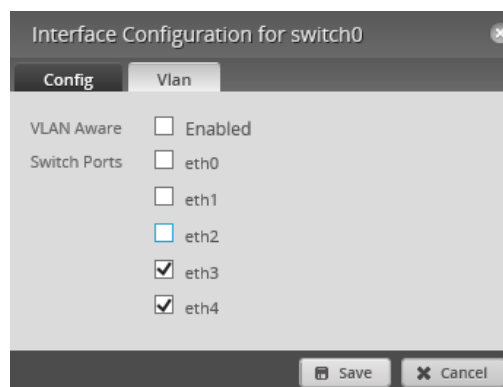 Interface Configuration for switch0
Config Vlan
VLAN Aware Enabled
Switch Ports eth0
eth1
eth2
eth3
eth4
Save Cancel